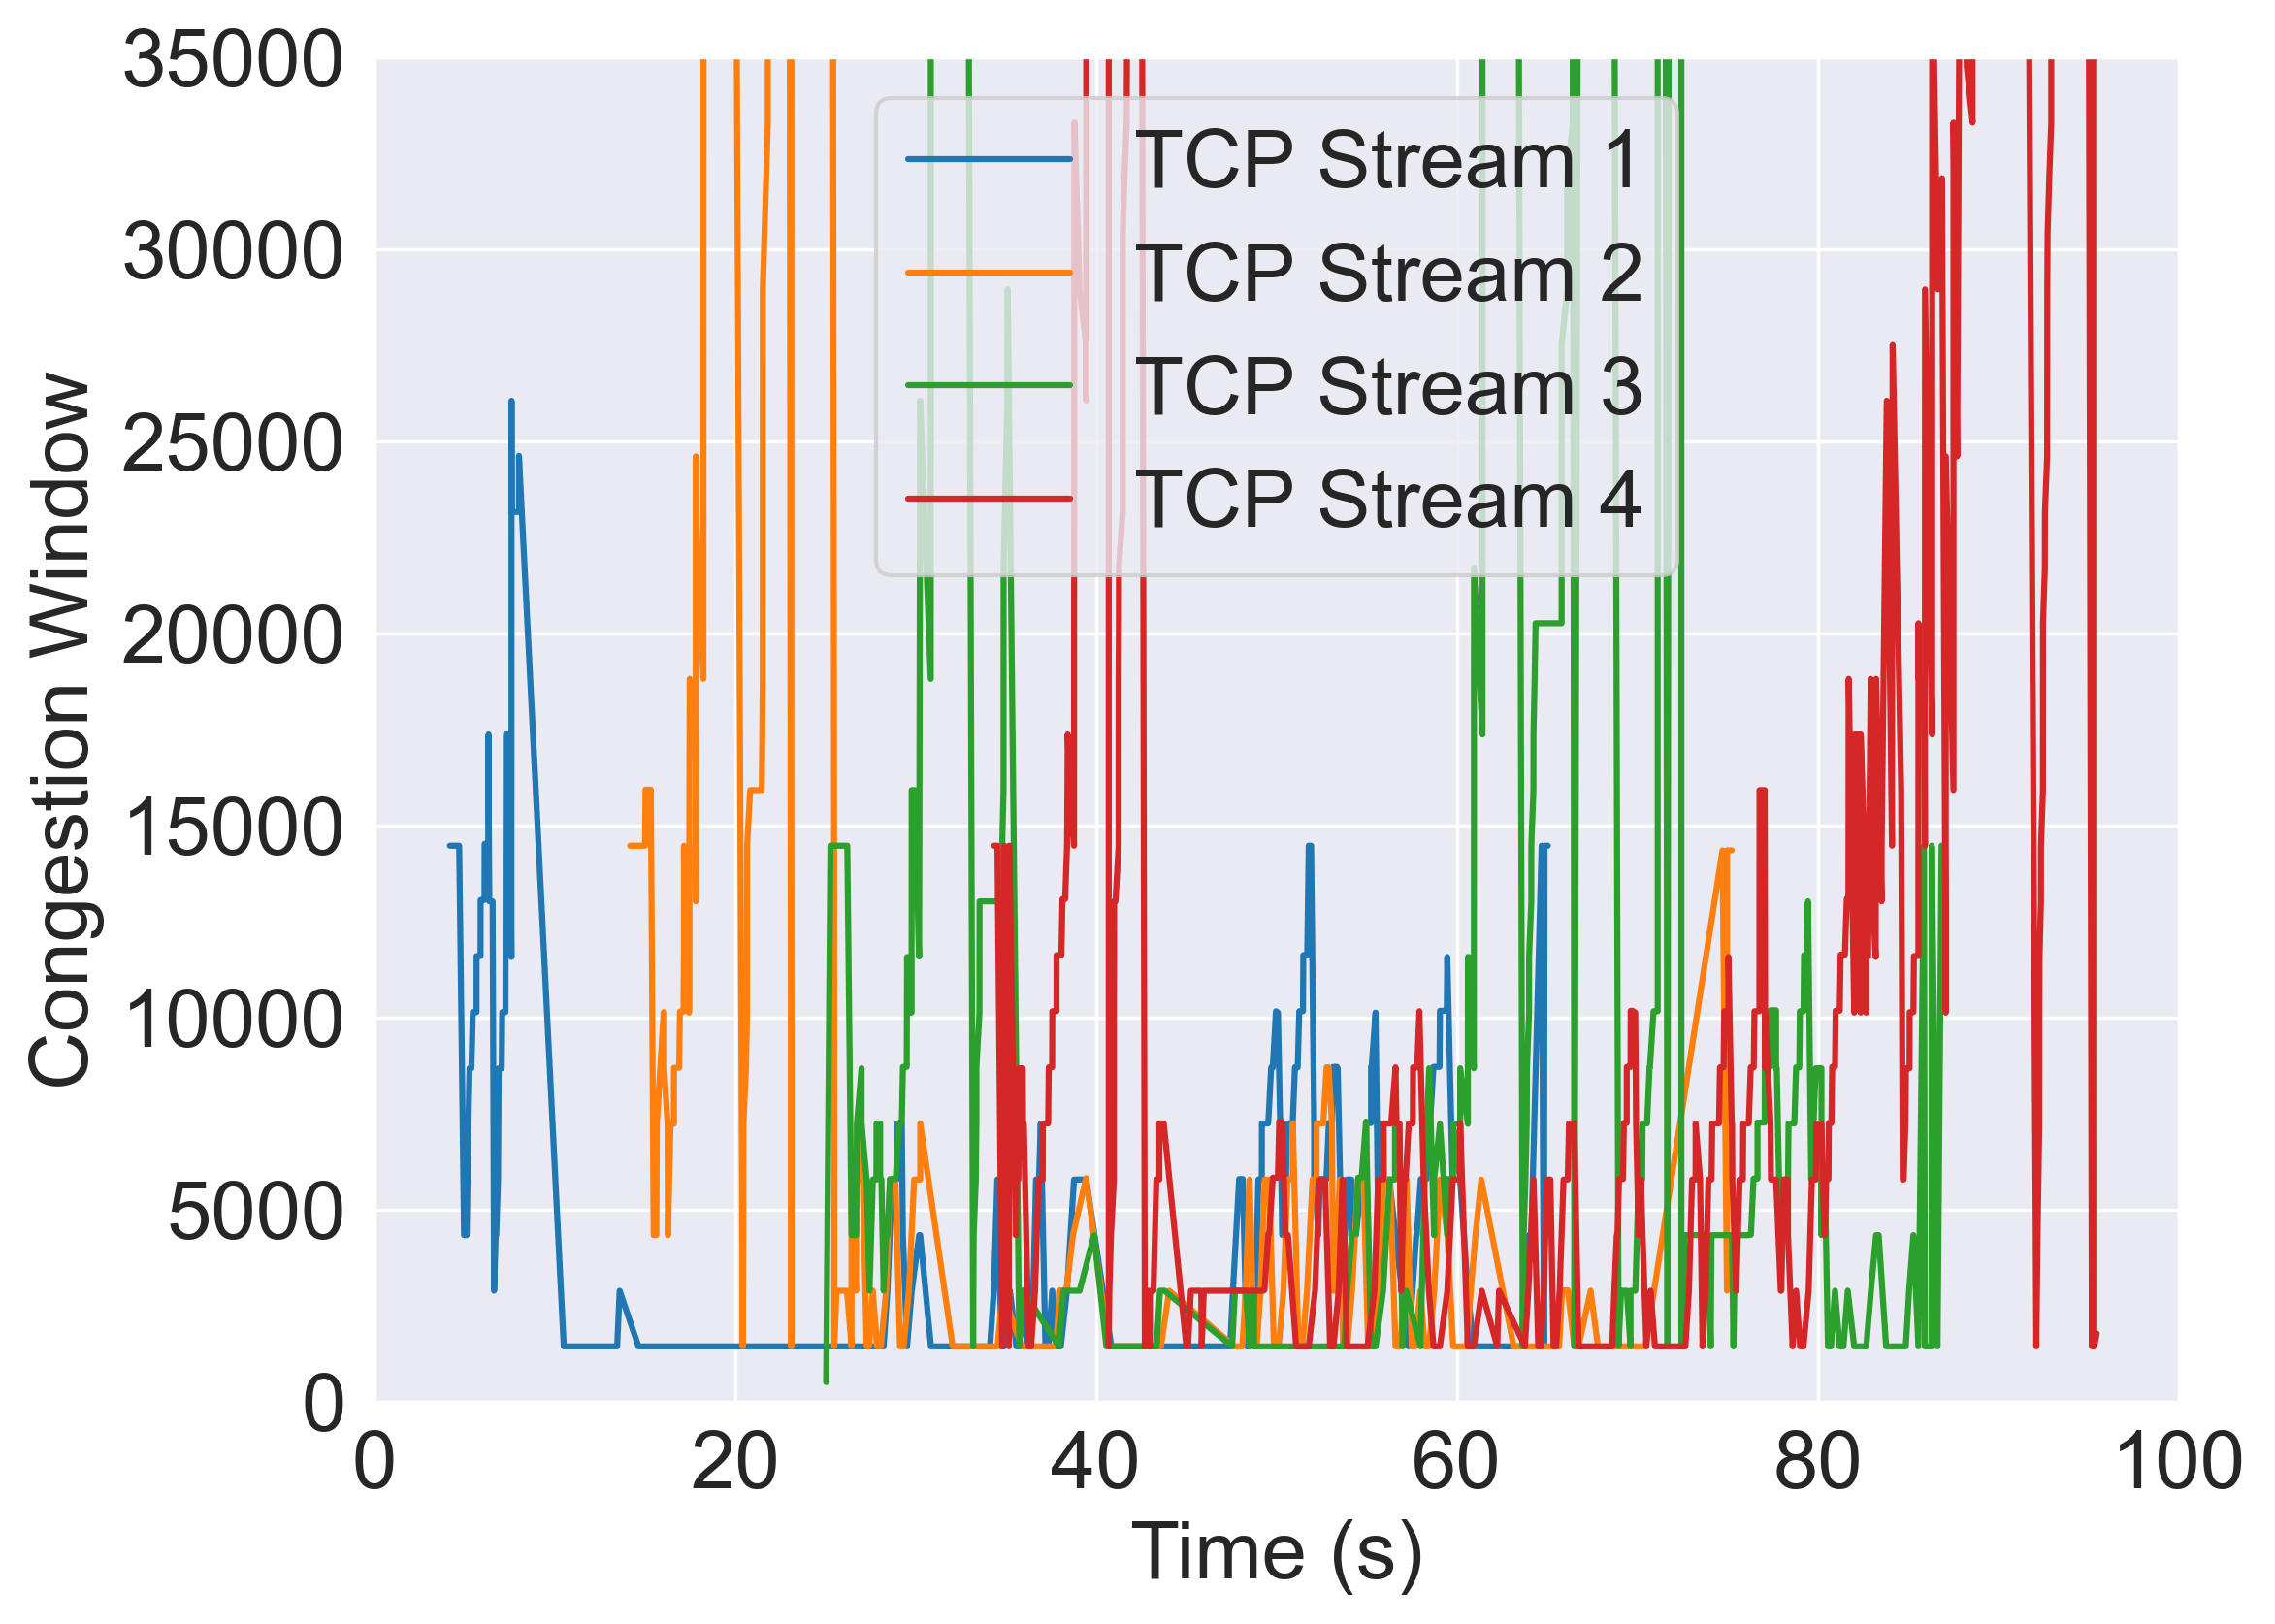 35000
30000
25000
20000
15000
10000
5000
0
Congestion Window
TCP Stream 1
TCP Stream 2
TCP Stream 3
TCP Stream 4
0 20 40 60 80 100
Time (s)